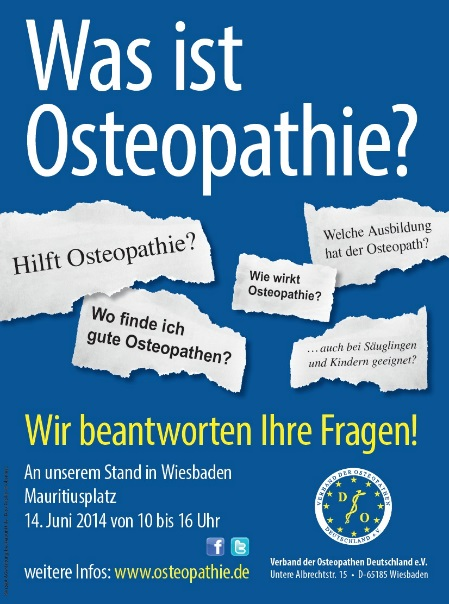 Was ist
Osteopathie?
Hilft Osteopathie?
Welche Ausbildung
hat der Osteopath?
Wie wirkt
Osteopathie?
Wo finde ich
gute Osteopathen?
...auch bei Säuglingen
und Kindern geeignet?
Wir beantworten Ihre Fragen!
An unserem Stand in Wiesbaden
Mauritiusplatz
14. Juni 2014 von 10 bis 16 Uhr
VERBAND DER OSTEOPATHEN
D O
DEUTSCHLAND e.V.
weitere Infos: www.osteopathie.de
Verband der Osteopathen Deutschland e.V.
Untere Albrechtstr. 15 • D-65185 Wiesbaden